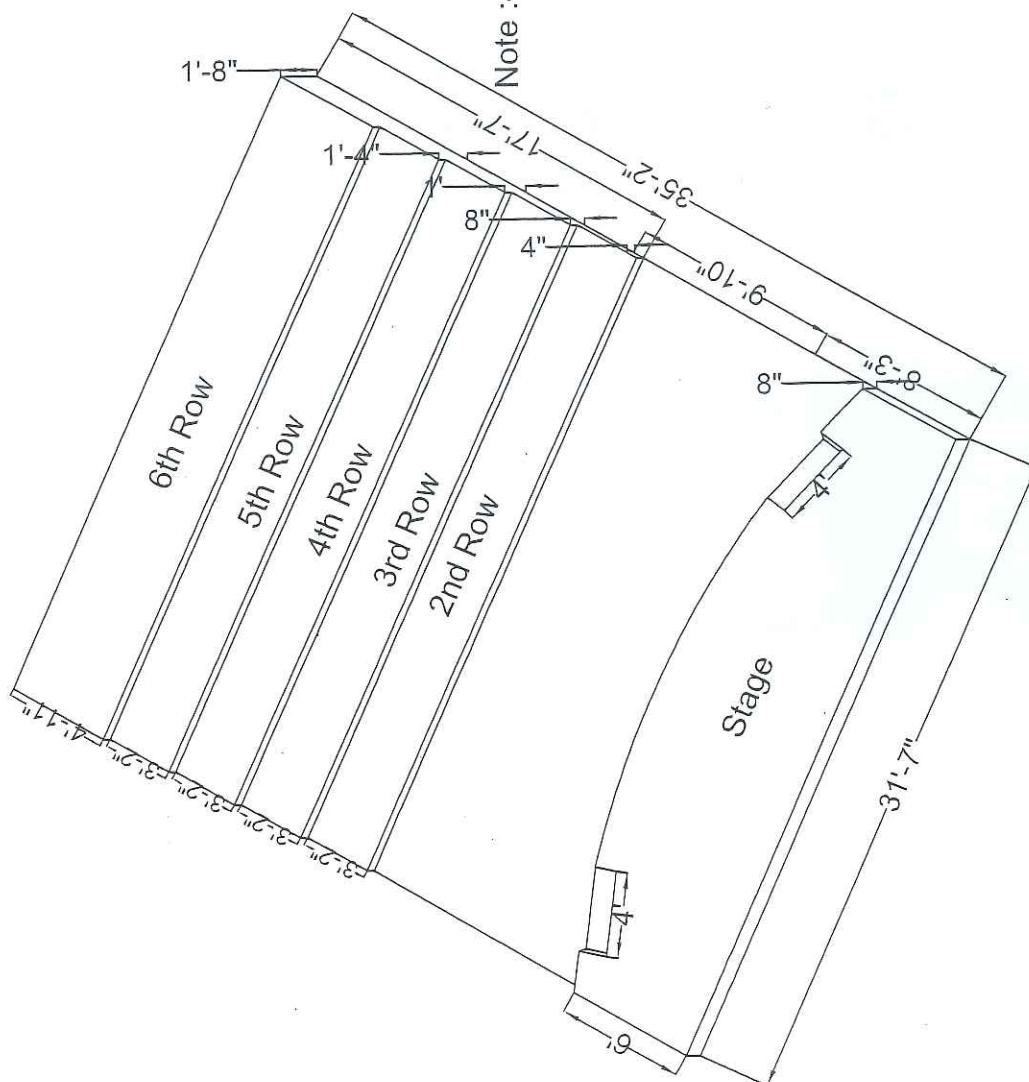 Note :
1'-8"
17'-7"
35'-2"
1'-4"
1'
8"
4"
9'-10"
8'-3"
8"
6th Row
5th Row
4th Row
3rd Row
2nd Row
4'-11"
3'-2"
3'-2"
3'-2"
3'-2"
4'
Stage
4'
6'
31'-7"